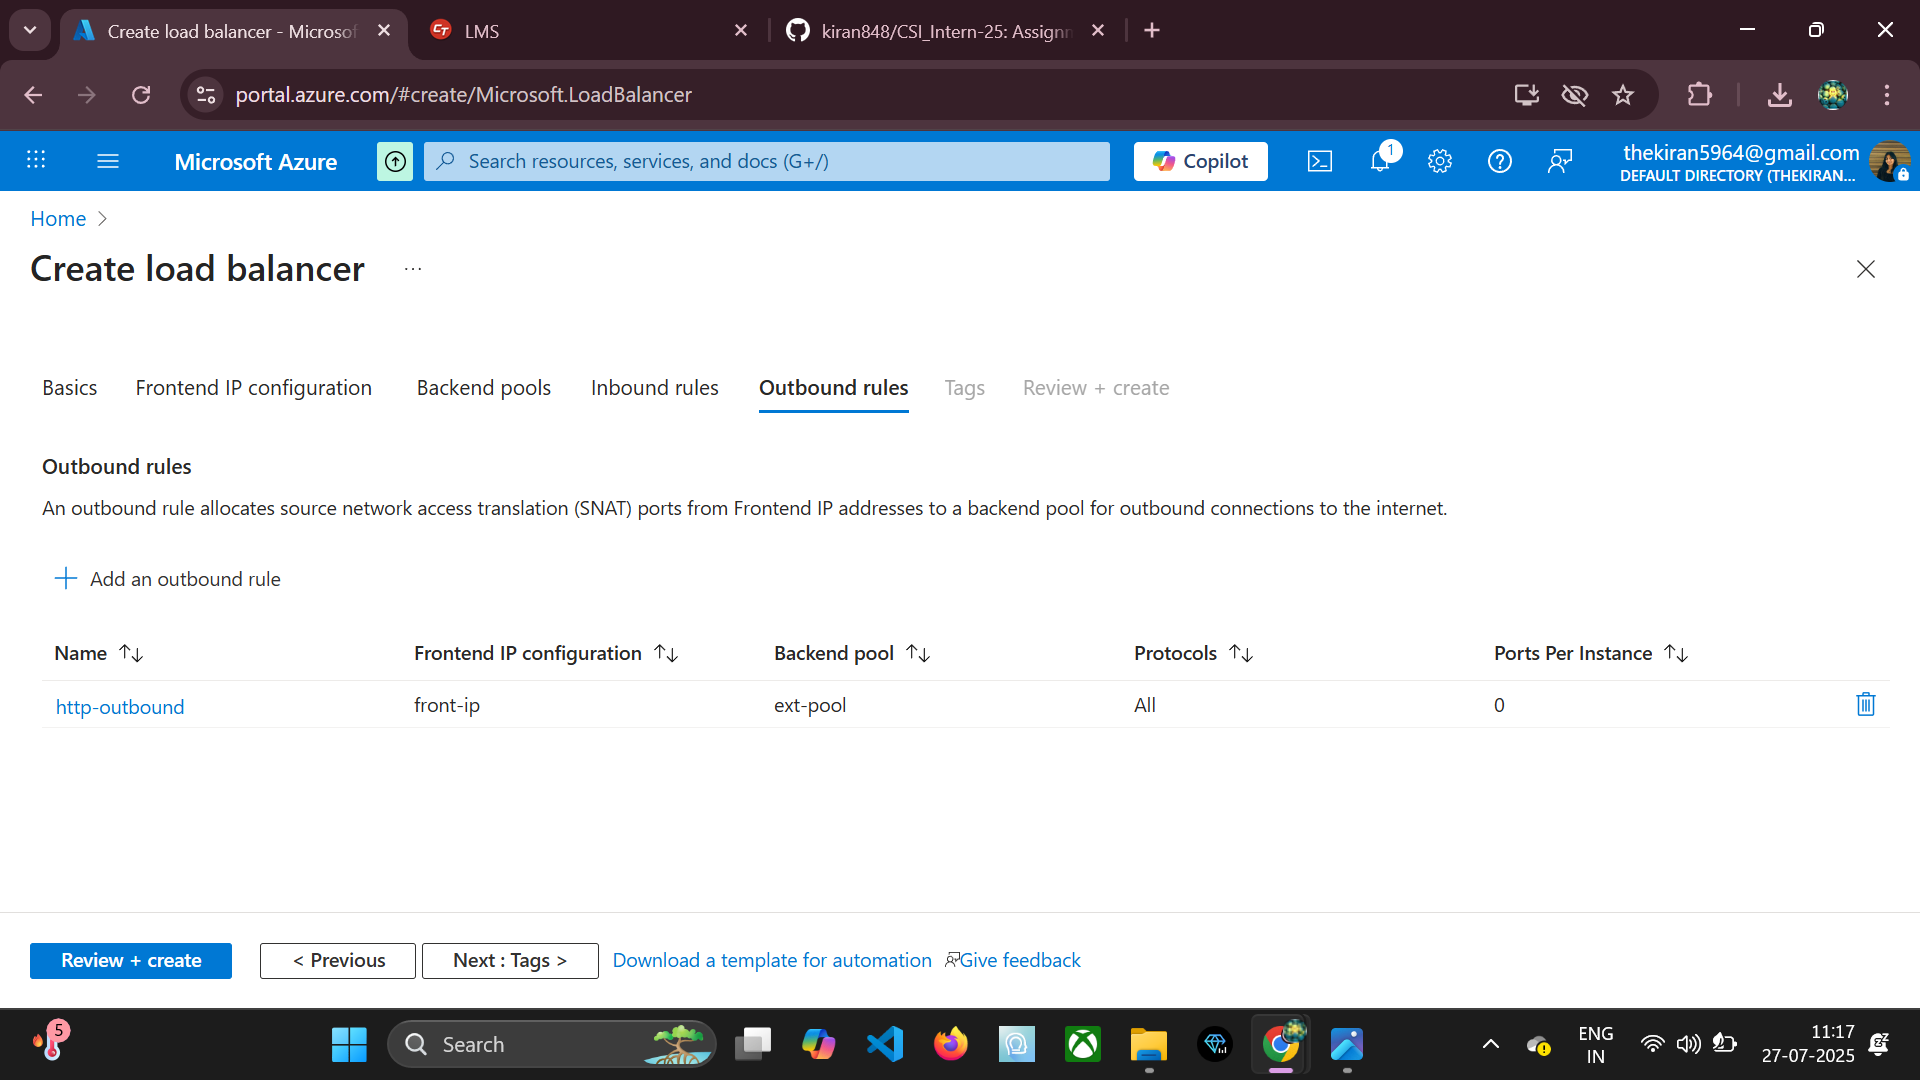 Create load balancer - Microsof
LMS
kiran848/CSI_Intern-25: Assignm
portal.azure.com/#create/Microsoft.LoadBalancer
Microsoft Azure
Search resources, services, and docs (G+/)
Copilot
1
thekiran5964@gmail.com
DEFAULT DIRECTORY (THEKIRAN...
Home
Create load balancer
...
Basics
Frontend IP configuration
Backend pools
Inbound rules
Outbound rules
Tags
Review + create
Outbound rules
An outbound rule allocates source network access translation (SNAT) ports from Frontend IP addresses to a backend pool for outbound connections to the internet.
Add an outbound rule
Name
Frontend IP configuration
Backend pool
Protocols
Ports Per Instance
http-outbound
front-ip
ext-pool
All
0
Review + create
< Previous
Next : Tags >
Download a template for automation
Give feedback
5
Search
ENG
IN
11:17
27-07-2025